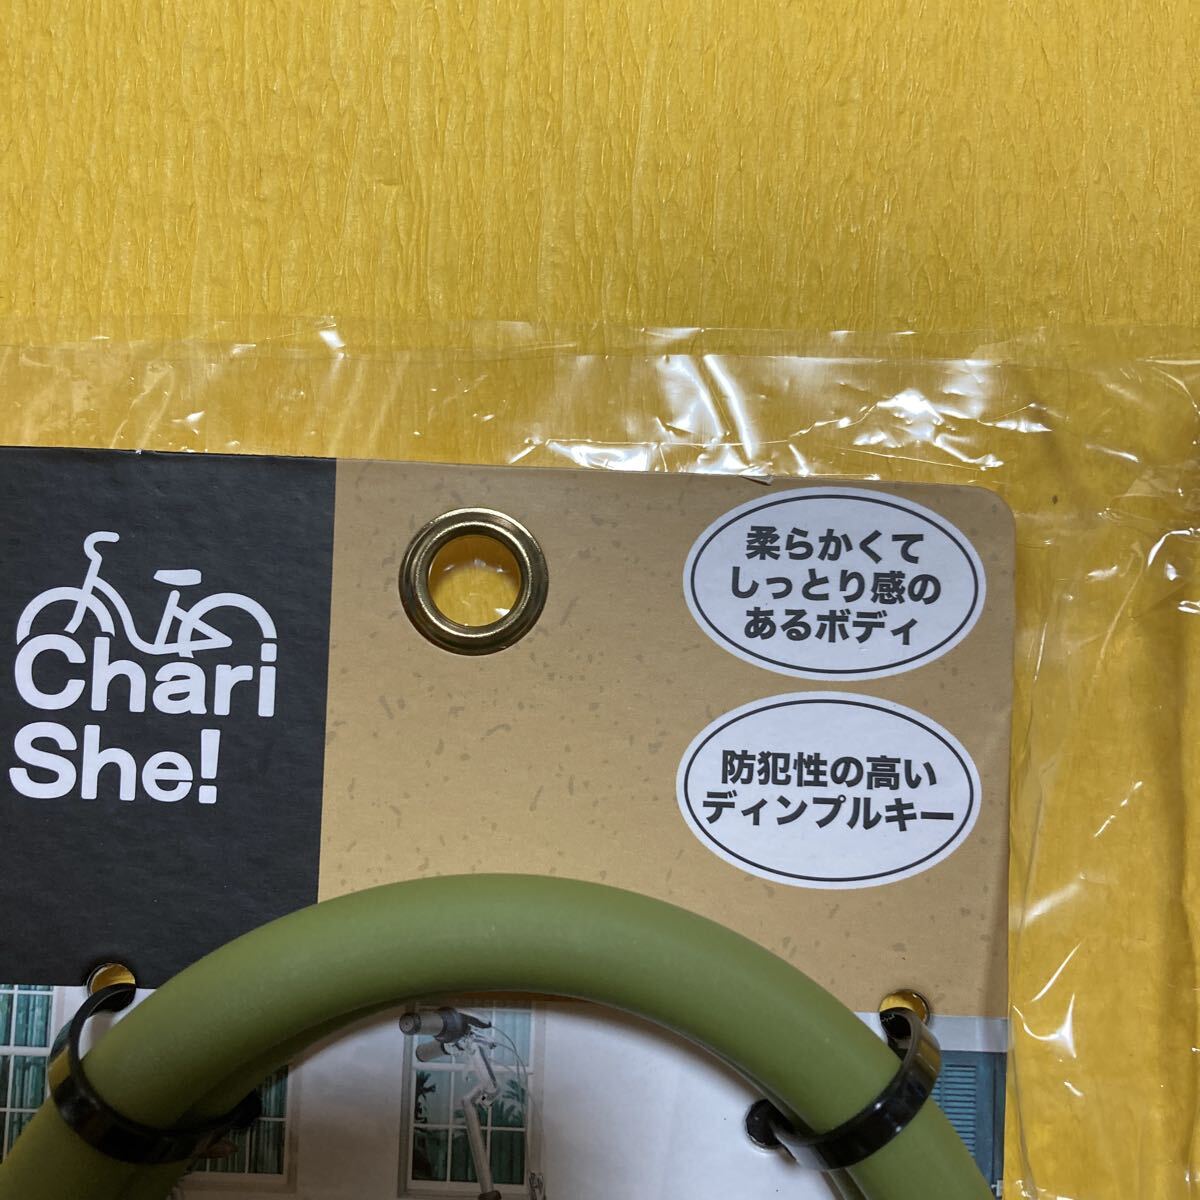 Chari
She!
柔らかくて
しっとり感の
あるボディ
防犯性の高い
ディンプルキー